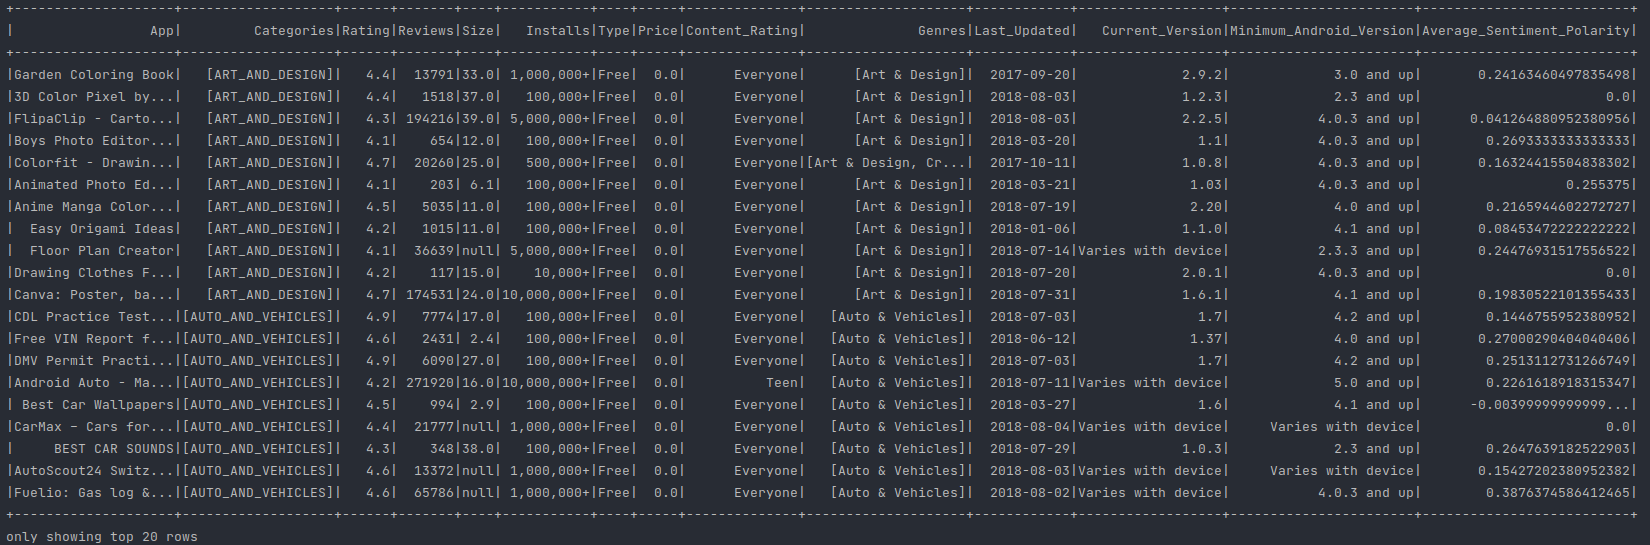 +--------------------+-------------------+------+-------+----+-----------+----+-----+--------------+--------------------+------------+------------------+-----------------------+--------------------------+
|                 App|         Categories|Rating|Reviews|Size|   Installs|Type|Price|Content_Rating|              Genres|Last_Updated|   Current_Version|Minimum_Android_Version|Average_Sentiment_Polarity|
+--------------------+-------------------+------+-------+----+-----------+----+-----+--------------+--------------------+------------+------------------+-----------------------+--------------------------+
|Garden Coloring Book|   [ART_AND_DESIGN]|   4.4|  13791|33.0| 1,000,000+|Free|  0.0|      Everyone|      [Art & Design]|  2017-09-20|             2.9.2|             3.0 and up|       0.24163460497835498|
|3D Color Pixel by...|   [ART_AND_DESIGN]|   4.4|   1518|37.0|   100,000+|Free|  0.0|      Everyone|      [Art & Design]|  2018-08-03|             1.2.3|             2.3 and up|                       0.0|
|FlipaClip - Carto...|   [ART_AND_DESIGN]|   4.3| 194216|39.0| 5,000,000+|Free|  0.0|      Everyone|      [Art & Design]|  2018-08-03|             2.2.5|           4.0.3 and up|      0.041264880952380956|
|Boys Photo Editor...|   [ART_AND_DESIGN]|   4.1|    654|12.0|   100,000+|Free|  0.0|      Everyone|      [Art & Design]|  2018-03-20|               1.1|           4.0.3 and up|        0.2693333333333333|
|Colorfit - Drawin...|   [ART_AND_DESIGN]|   4.7|  20260|25.0|   500,000+|Free|  0.0|      Everyone|[Art & Design, Cr...|  2017-10-11|             1.0.8|           4.0.3 and up|       0.16324415504838302|
|Animated Photo Ed...|   [ART_AND_DESIGN]|   4.1|    203| 6.1|   100,000+|Free|  0.0|      Everyone|      [Art & Design]|  2018-03-21|              1.03|           4.0.3 and up|                  0.255375|
|Anime Manga Color...|   [ART_AND_DESIGN]|   4.5|   5035|11.0|   100,000+|Free|  0.0|      Everyone|      [Art & Design]|  2018-07-19|              2.20|             4.0 and up|        0.2165944602272727|
|  Easy Origami Ideas|   [ART_AND_DESIGN]|   4.2|   1015|11.0|   100,000+|Free|  0.0|      Everyone|      [Art & Design]|  2018-01-06|             1.1.0|             4.1 and up|       0.08453472222222222|
|  Floor Plan Creator|   [ART_AND_DESIGN]|   4.1|  36639|null| 5,000,000+|Free|  0.0|      Everyone|      [Art & Design]|  2018-07-14|Varies with device|           2.3.3 and up|       0.24476931517556522|
|Drawing Clothes F...|   [ART_AND_DESIGN]|   4.2|    117|15.0|    10,000+|Free|  0.0|      Everyone|      [Art & Design]|  2018-07-20|             2.0.1|           4.0.3 and up|                       0.0|
|Canva: Poster, ba...|   [ART_AND_DESIGN]|   4.7| 174531|24.0|10,000,000+|Free|  0.0|      Everyone|      [Art & Design]|  2018-07-31|             1.6.1|             4.1 and up|       0.19830522101355433|
|CDL Practice Test...|[AUTO_AND_VEHICLES]|   4.9|   7774|17.0|   100,000+|Free|  0.0|      Everyone|   [Auto & Vehicles]|  2018-07-03|               1.7|             4.2 and up|        0.1446755952380952|
|Free VIN Report f...|[AUTO_AND_VEHICLES]|   4.6|   2431| 2.4|   100,000+|Free|  0.0|      Everyone|   [Auto & Vehicles]|  2018-06-12|              1.37|             4.0 and up|       0.27000290404040406|
|DMV Permit Practi...|[AUTO_AND_VEHICLES]|   4.9|   6090|27.0|   100,000+|Free|  0.0|      Everyone|   [Auto & Vehicles]|  2018-07-03|               1.7|             4.2 and up|        0.2513112731266749|
|Android Auto - Ma...|[AUTO_AND_VEHICLES]|   4.2| 271920|16.0|10,000,000+|Free|  0.0|          Teen|   [Auto & Vehicles]|  2018-07-11|Varies with device|             5.0 and up|        0.2261618918315347|
| Best Car Wallpapers|[AUTO_AND_VEHICLES]|   4.5|    994| 2.9|   100,000+|Free|  0.0|      Everyone|   [Auto & Vehicles]|  2018-03-27|               1.6|             4.1 and up|      -0.00399999999999...|
|CarMax – Cars for...|[AUTO_AND_VEHICLES]|   4.4|  21777|null| 1,000,000+|Free|  0.0|      Everyone|   [Auto & Vehicles]|  2018-08-04|Varies with device|     Varies with device|                       0.0|
|     BEST CAR SOUNDS|[AUTO_AND_VEHICLES]|   4.3|    348|38.0|   100,000+|Free|  0.0|      Everyone|   [Auto & Vehicles]|  2018-07-29|             1.0.3|             2.3 and up|        0.2647639182522903|
|AutoScout24 Switz...|[AUTO_AND_VEHICLES]|   4.6|  13372|null| 1,000,000+|Free|  0.0|      Everyone|   [Auto & Vehicles]|  2018-08-03|Varies with device|     Varies with device|       0.15427202380952382|
|Fuelio: Gas log &...|[AUTO_AND_VEHICLES]|   4.6|  65786|null| 1,000,000+|Free|  0.0|      Everyone|   [Auto & Vehicles]|  2018-08-02|Varies with device|           4.0.3 and up|        0.3876374586412465|
+--------------------+-------------------+------+-------+----+-----------+----+-----+--------------+--------------------+------------+------------------+-----------------------+--------------------------+
only showing top 20 rows